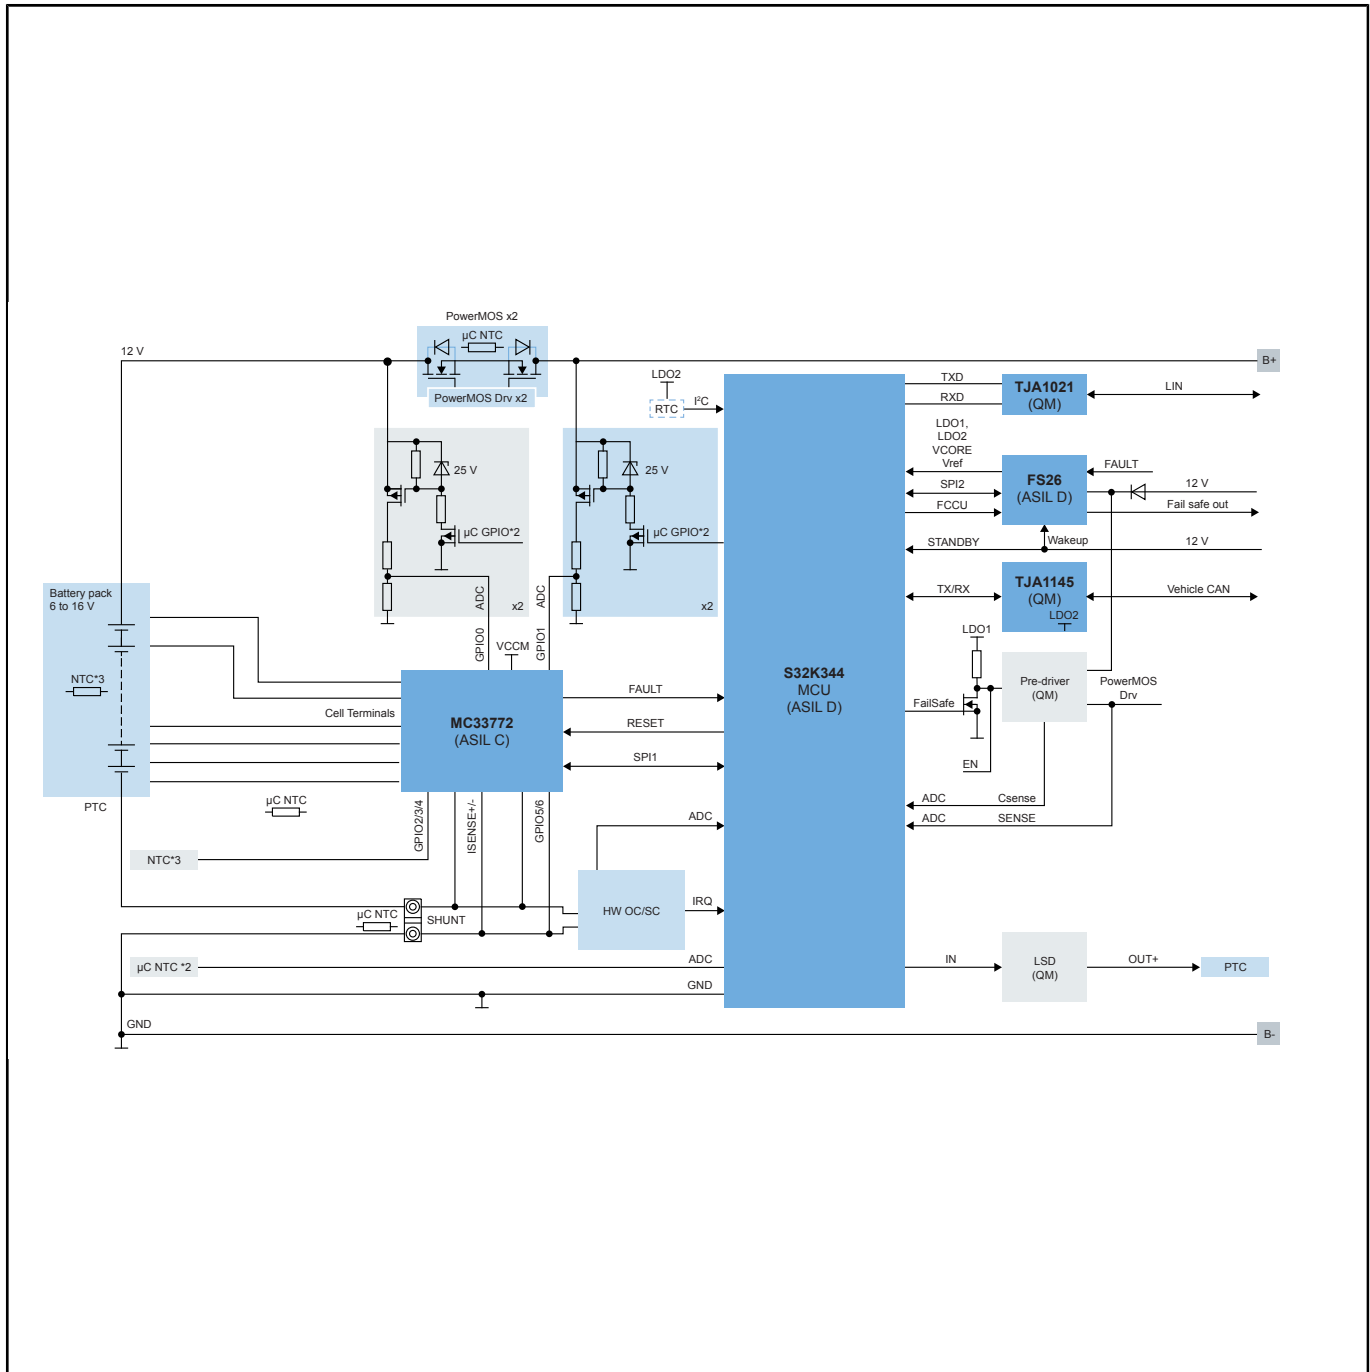 PowerMOS x2
µC NTC
12 V
PowerMOS Drv x2
B+
LDO2
RTC
I²C
TXD
RXD
TJA1021
(QM)
LIN
25 V
µC GPIO*2
x2
25 V
µC GPIO*2
x2
LDO1,
LDO2
VCORE
Vref
SPI2
FCCU
FS26
(ASIL D)
FAULT
12 V
Fail safe out
STANDBY
Wakeup
12 V
TX/RX
TJA1145
(QM)
LDO2
Vehicle CAN
Battery pack
6 to 16 V
NTC*3
PTC
Cell Terminals
ADC
GPIO0
VCCM
ADC
GPIO1
MC33772
(ASIL C)
FAULT
RESET
SPI1
S32K344
MCU
(ASIL D)
LDO1
FailSafe
EN
Pre-driver
(QM)
PowerMOS
Drv
ADC
Csense
ADC
SENSE
µC NTC
GPIO2/3/4
ISENSE+/-
GPIO5/6
NTC*3
ADC
HW OC/SC
IRQ
µC NTC
SHUNT
µC NTC *2
ADC
GND
IN
LSD
(QM)
OUT+
PTC
GND
B-